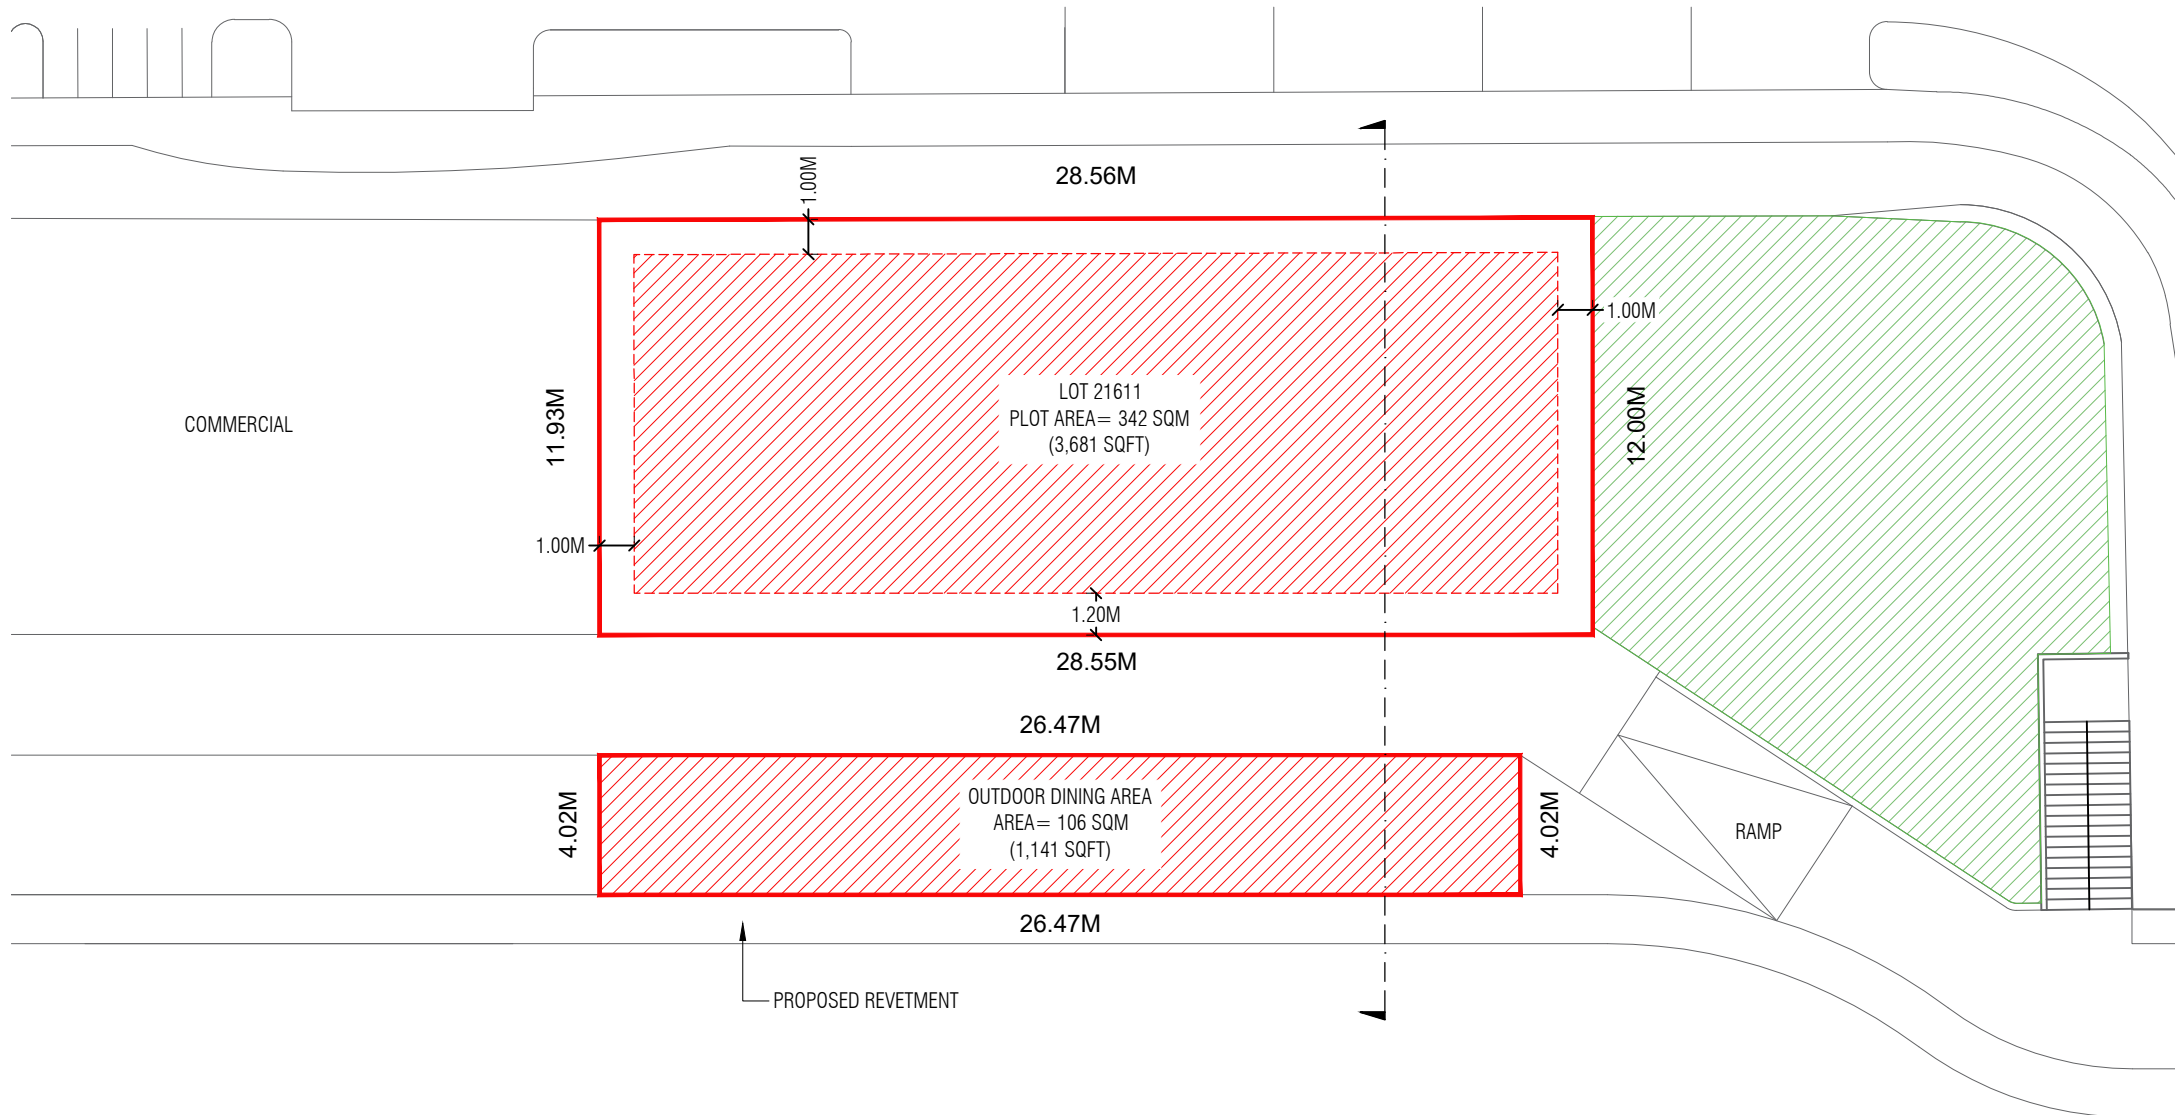 1.00M
28.56M
1.00M
11.93M
COMMERCIAL
LOT 21611
PLOT AREA= 342 SQM
(3,681 SQFT)
12.00M
1.00M
1.20M
28.55M
26.47M
4.02M
OUTDOOR DINING AREA
AREA= 106 SQM
(1,141 SQFT)
4.02M
RAMP
26.47M
PROPOSED REVETMENT